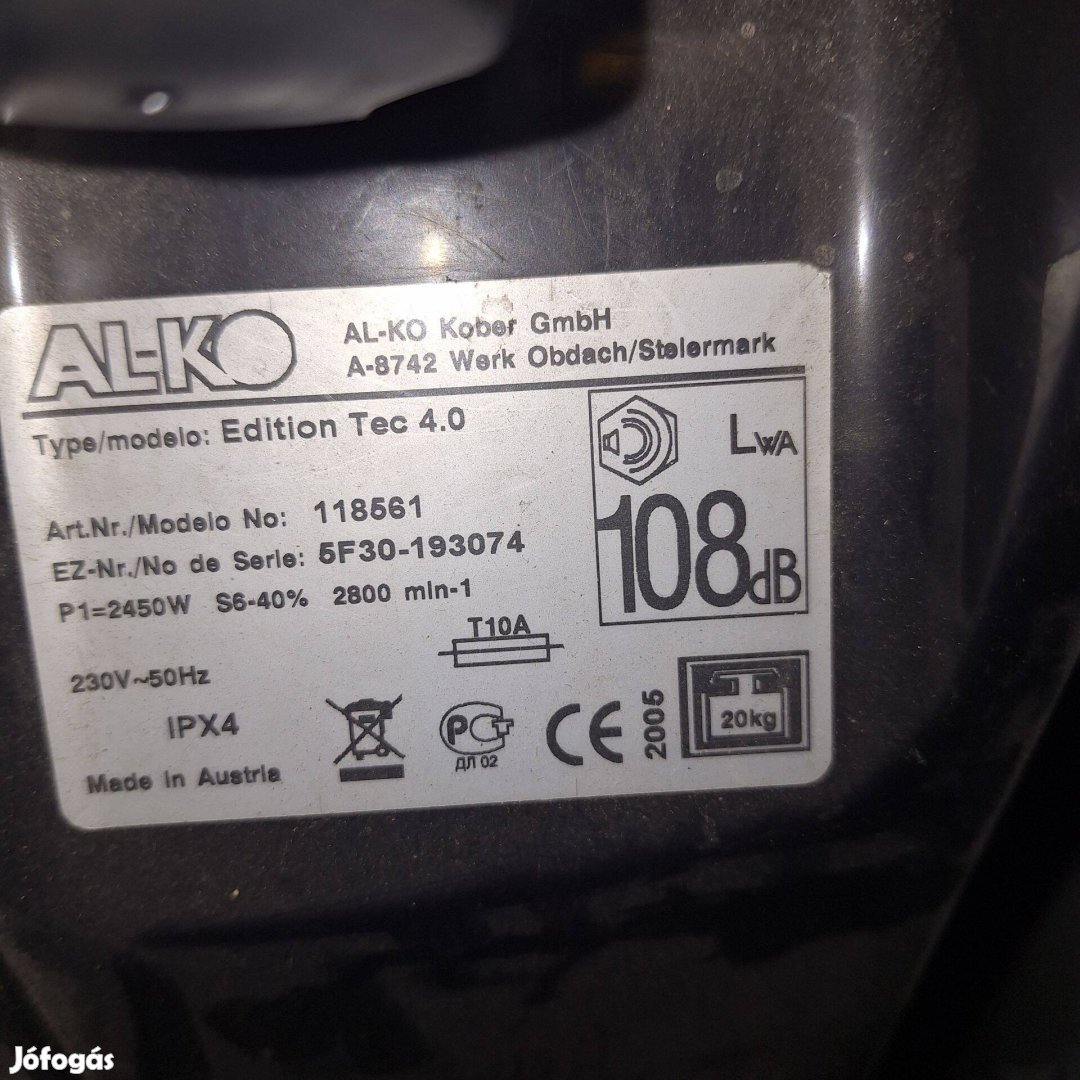 AL-KO
AL-KO Kober GmbH
A-8742 Werk Obdach/Steiermark
Type/modelo: Edition Tec 4.0
Art.Nr./Modelo No: 118561
EZ-Nr./No de Serie: 5F30-193074
P1=2450W S6-40% 2800 min-1
LWA
108dB
T10A
230V~50Hz
IPX4
Made in Austria
PCT
ДЛ 02
CE
2005
20kg
Jófogás